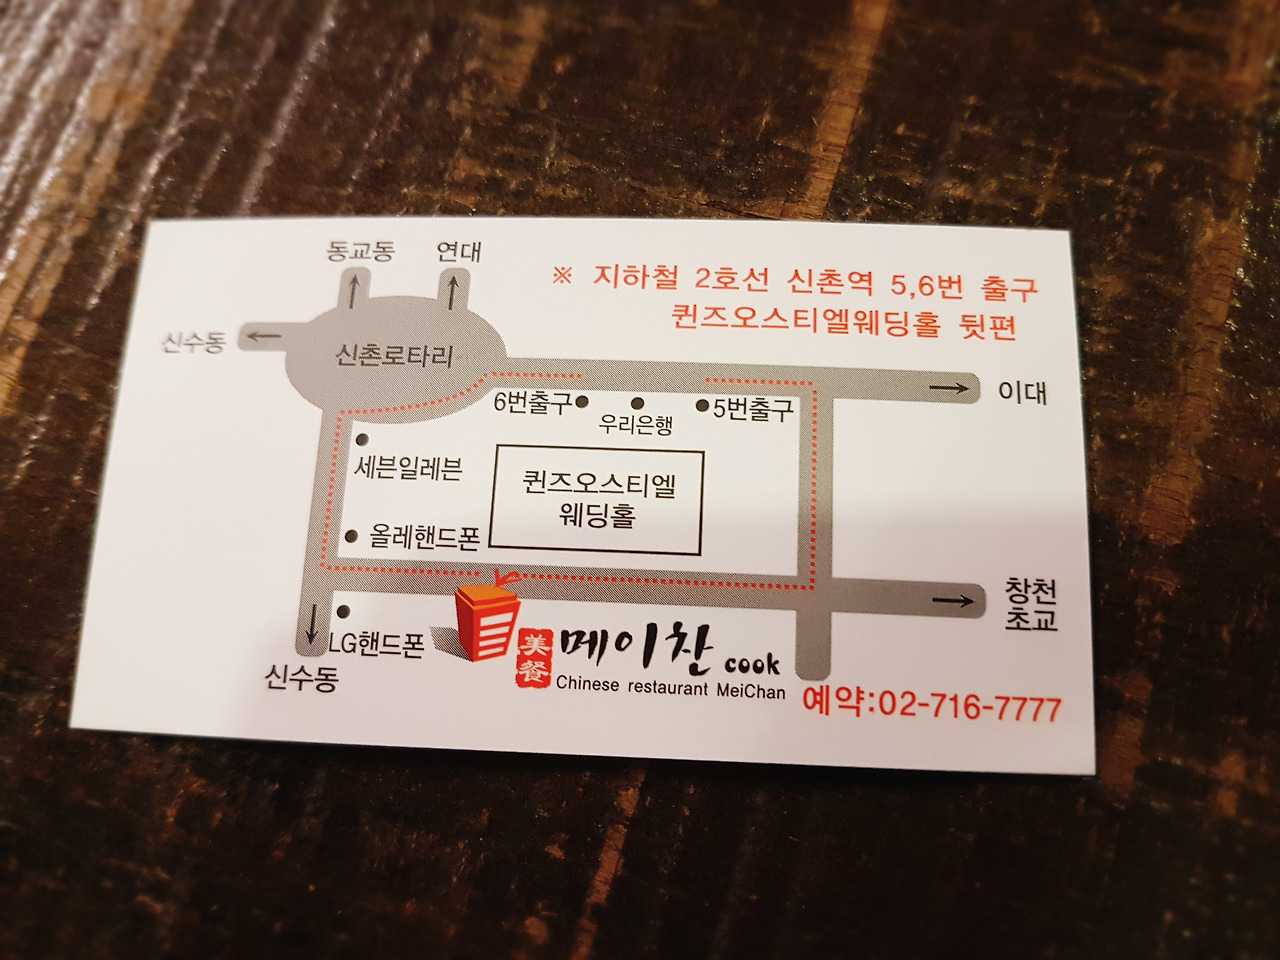 동교동
연대
※ 지하철 2호선 신촌역 5,6번 출구
퀸즈오스티엘웨딩홀 뒷편
신수동
신촌로타리
이대
6번출구
우리은행
5번출구
세븐일레븐
퀸즈오스티엘
웨딩홀
올레핸드폰
창천
초교
LG핸드폰
신수동
美
餐
메이찬 cook
Chinese restaurant MeiChan
예약:02-716-7777